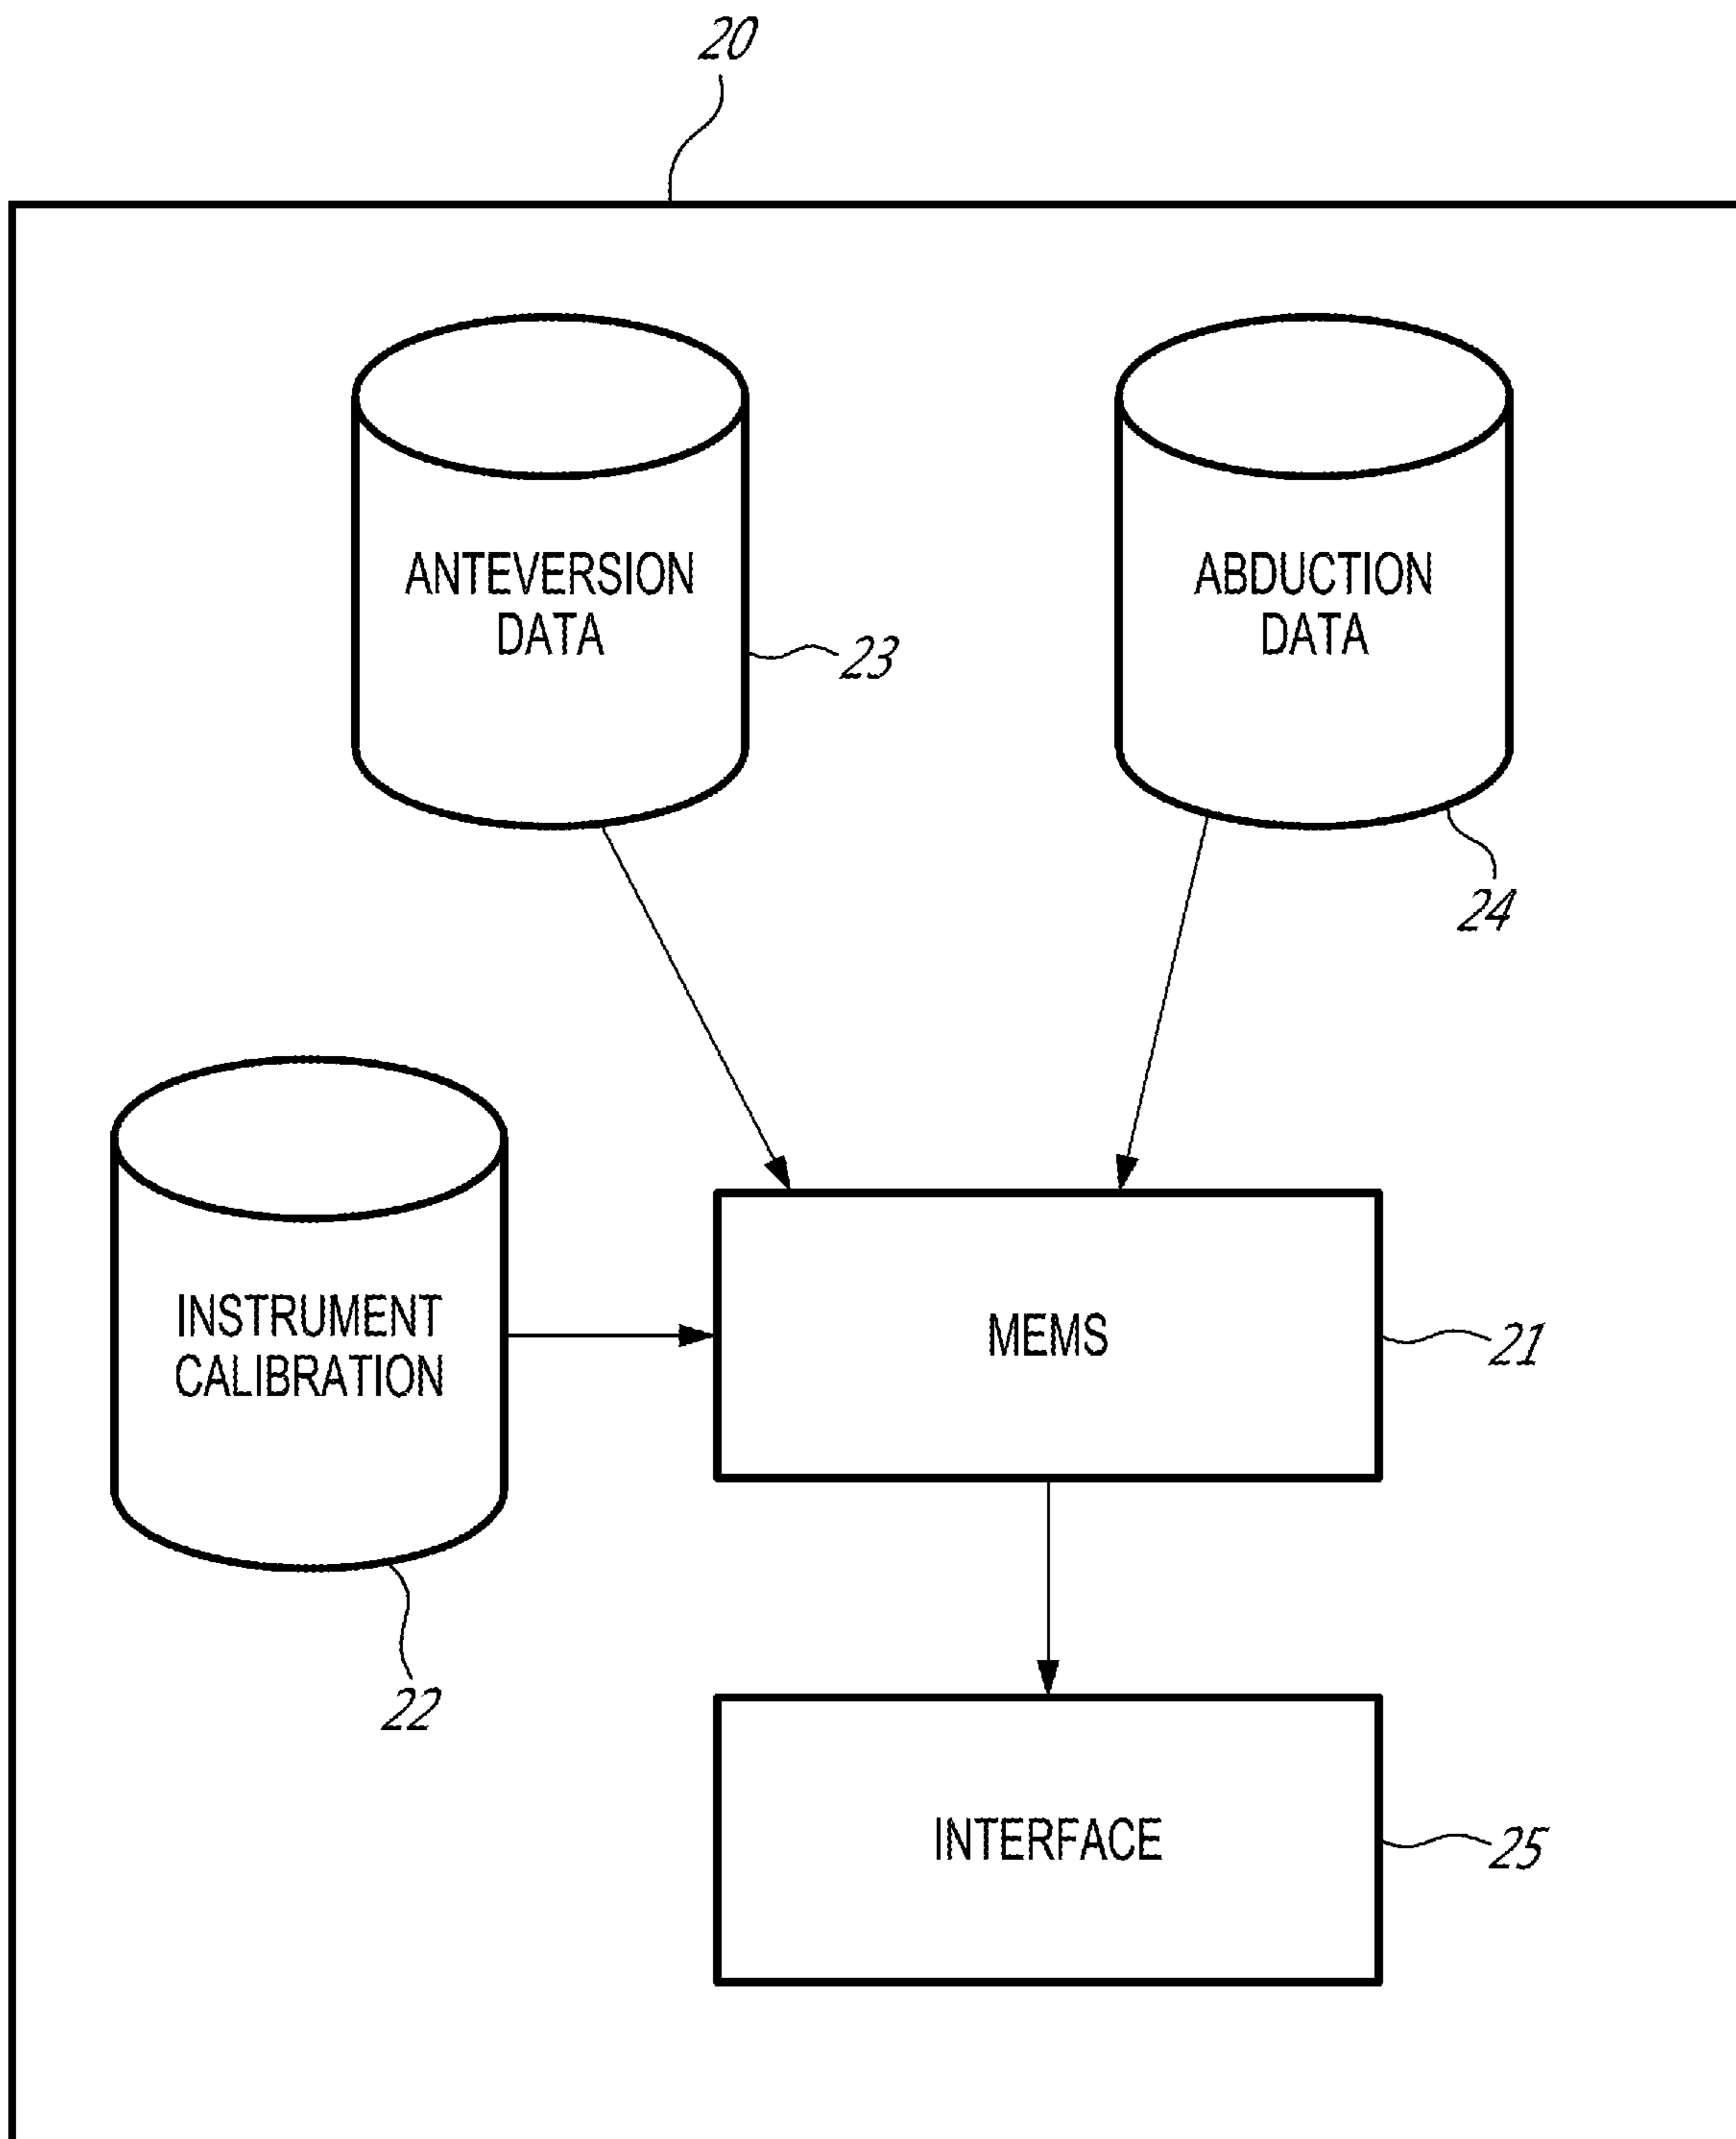 20
ANTEVERSION
DATA
23
ABDUCTION
DATA
24
INSTRUMENT
CALIBRATION
22
MEMS
21
INTERFACE
25